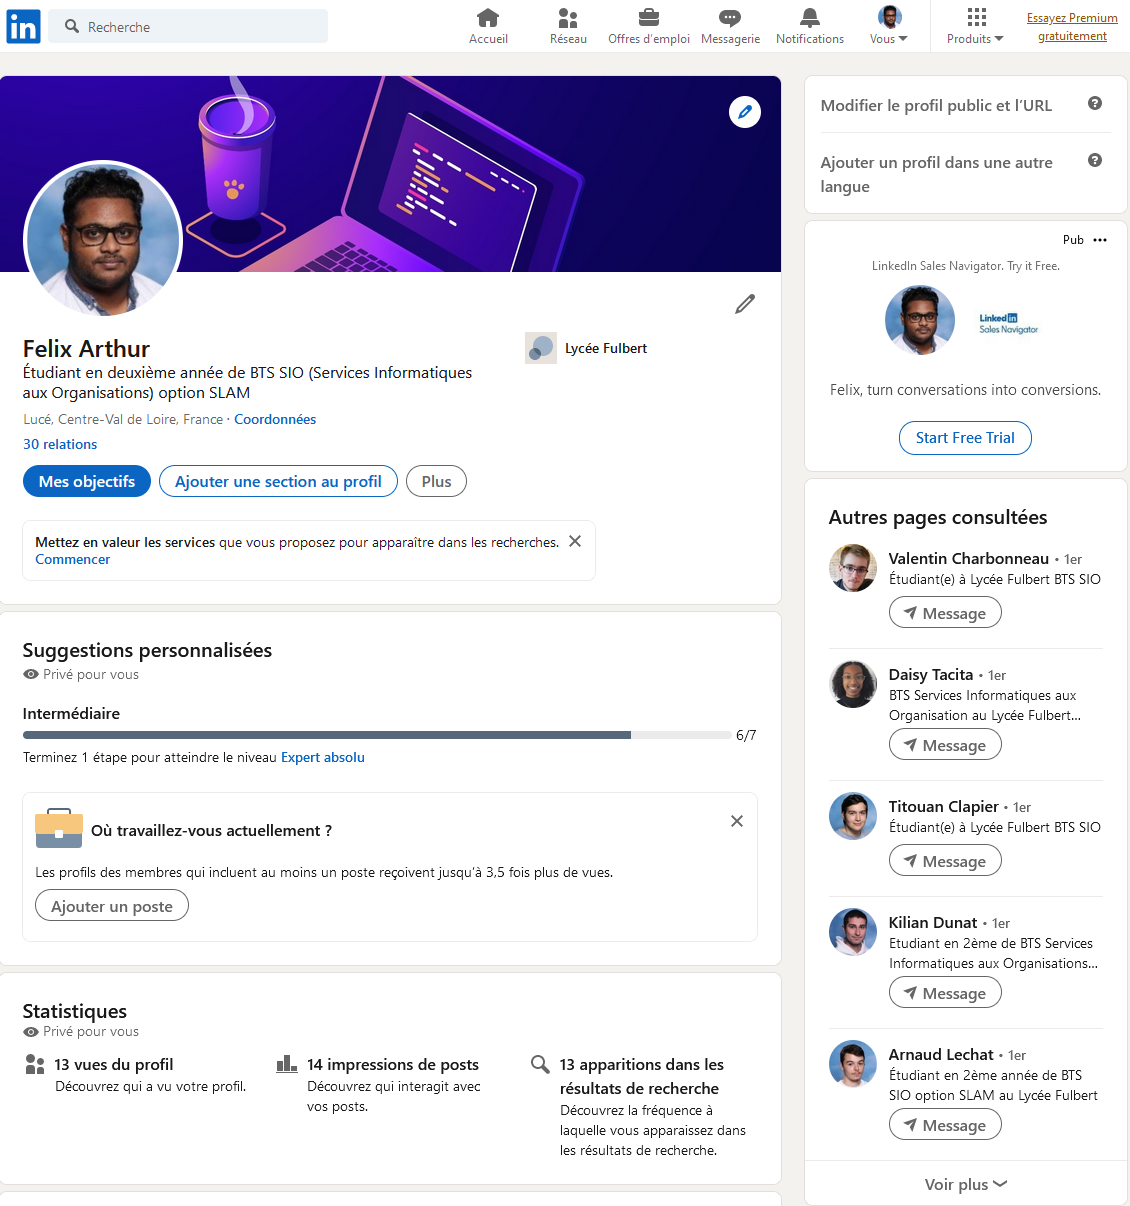 in
Recherche
Accueil
Réseau
Offres d'emploi
Messagerie
Notifications
Vous
Produits
Essayez Premium
gratuitement
Felix Arthur
Étudiant en deuxième année de BTS SIO (Services Informatiques
aux Organisations) option SLAM
Lucé, Centre-Val de Loire, France · Coordonnées
30 relations
Lycée Fulbert
Mes objectifs
Ajouter une section au profil
Plus
Mettez en valeur les services que vous proposez pour apparaître dans les recherches.
Commencer
Suggestions personnalisées
Privé pour vous
Intermédiaire
6/7
Terminez 1 étape pour atteindre le niveau Expert absolu
Où travaillez-vous actuellement ?
Les profils des membres qui incluent au moins un poste reçoivent jusqu'à 3,5 fois plus de vues.
Ajouter un poste
Statistiques
Privé pour vous
13 vues du profil
Découvrez qui a vu votre profil.
14 impressions de posts
Découvrez qui interagit avec
vos posts.
13 apparitions dans les
résultats de recherche
Découvrez la fréquence à
laquelle vous apparaissez dans
les résultats de recherche.
Modifier le profil public et l'URL
Ajouter un profil dans une autre
langue
Pub
LinkedIn Sales Navigator. Try it Free.
Linked in
Sales Navigator
Felix, turn conversations into conversions.
Start Free Trial
Autres pages consultées
Valentin Charbonneau • 1er
Étudiant(e) à Lycée Fulbert BTS SIO
Message
Daisy Tacita • 1er
BTS Services Informatiques aux
Organisation au Lycée Fulbert...
Message
Titouan Clapier • 1er
Étudiant(e) à Lycée Fulbert BTS SIO
Message
Kilian Dunat • 1er
Etudiant en 2ème de BTS Services
Informatiques aux Organisations...
Message
Arnaud Lechat • 1er
Étudiant en 2ème année de BTS
SIO option SLAM au Lycée Fulbert
Message
Voir plus